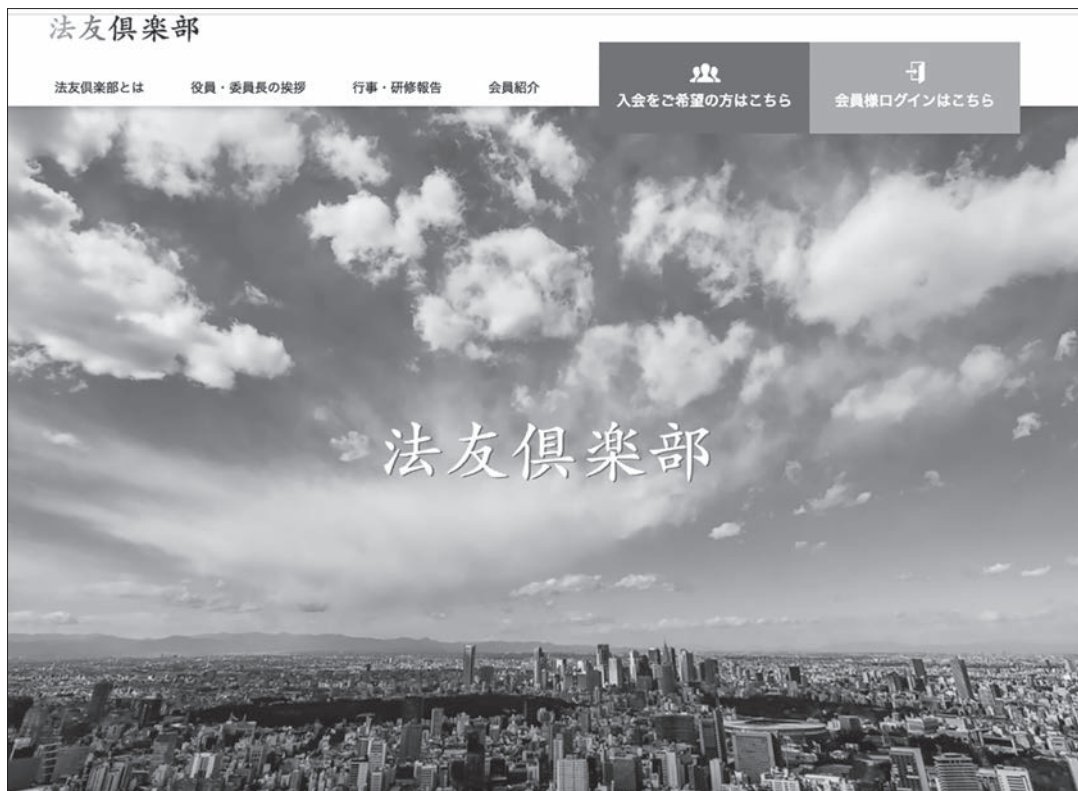 法友倶楽部
法友倶楽部とは
役員・委員長の挨拶
行事・研修報告
会員紹介
入会をご希望の方はこちら
会員様ログインはこちら
法友倶楽部